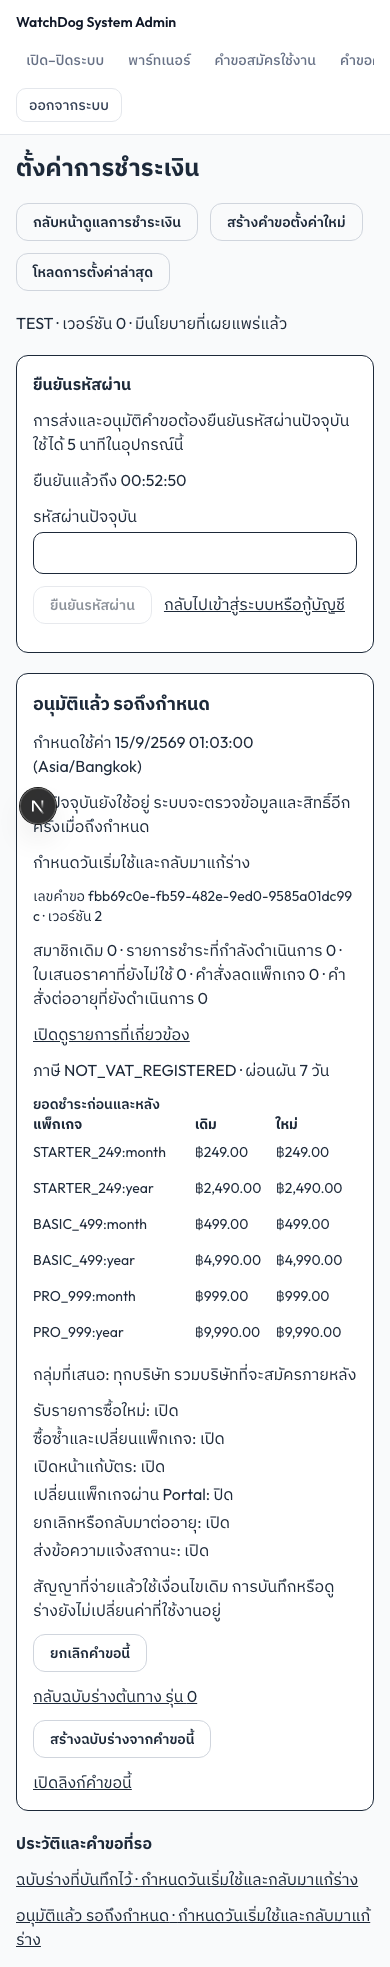 WatchDog System Admin
เปิด–ปิดระบบ พาร์ทเนอร์ คำขอสมัครใช้งาน
ออกจากระบบ
ตั้งค่าการชำระเงิน
กลับหน้าดูแลการชำระเงิน สร้างคำขอตั้งค่าใหม่
โหลดการตั้งค่าล่าสุด
TEST · เวอร์ชัน 0 · มีนโยบายที่เผยแพร่แล้ว
ยืนยันรหัสผ่าน
การส่งและอนุมัติคำขอต้องยืนยันรหัสผ่านปัจจุบัน
ใช้ได้ 5 นาทีในอุปกรณ์นี้
ยืนยันแล้วถึง 00:52:50
รหัสผ่านปัจจุบัน
ยืนยันรหัสผ่าน กลับไปเข้าสู่ระบบหรือกู้บัญชี
อนุมัติแล้ว รอถึงกำหนด
กำหนดใช้ค่า 15/9/2569 01:03:00
(Asia/Bangkok)
ปัจจุบันยังใช้อยู่ ระบบจะตรวจข้อมูลและสิทธิ์อีก
N
ครั้งเมื่อถึงกำหนด
กำหนดวันเริ่มใช้และกลับมาแก้ร่าง
เลขคำขอ fbb69c0e-fb59-482e-9ed0-9585a01dc99
c · เวอร์ชัน 2
สมาชิกเดิม 0 · รายการชำระที่กำลังดำเนินการ 0 ·
ใบเสนอราคาที่ยังไม่ใช้ 0 · คำสั่งลดแพ็กเกจ 0 · คำ
สั่งต่ออายุที่ยังดำเนินการ 0
เปิดดูรายการที่เกี่ยวข้อง
ภาษี NOT_VAT_REGISTERED · ผ่อนผัน 7 วัน
ยอดชำระก่อนและหลัง
แพ็กเกจ เดิม ใหม่
STARTER_249:month ฿249.00 ฿249.00
STARTER_249:year ฿2,490.00 ฿2,490.00
BASIC_499:month ฿499.00 ฿499.00
BASIC_499:year ฿4,990.00 ฿4,990.00
PRO_999:month ฿999.00 ฿999.00
PRO_999:year ฿9,990.00 ฿9,990.00
กลุ่มที่เสนอ: ทุกบริษัท รวมบริษัทที่จะสมัครภายหลัง
รับรายการซื้อใหม่: เปิด
ซื้อซ้ำและเปลี่ยนแพ็กเกจ: เปิด
เปิดหน้าแก้บัตร: เปิด
เปลี่ยนแพ็กเกจผ่าน Portal: ปิด
ยกเลิกหรือกลับมาต่ออายุ: เปิด
ส่งข้อความแจ้งสถานะ: เปิด
สัญญาที่จ่ายแล้วใช้เงื่อนไขเดิม การบันทึกหรือดู
ร่างยังไม่เปลี่ยนค่าที่ใช้งานอยู่
ยกเลิกคำขอนี้
กลับฉบับร่างต้นทาง รุ่น 0
สร้างฉบับร่างจากคำขอนี้
เปิดลิงก์คำขอนี้
ประวัติและคำขอที่รอ
ฉบับร่างที่บันทึกไว้ · กำหนดวันเริ่มใช้และกลับมาแก้ร่าง
อนุมัติแล้ว รอถึงกำหนด · กำหนดวันเริ่มใช้และกลับมาแก้
ร่าง